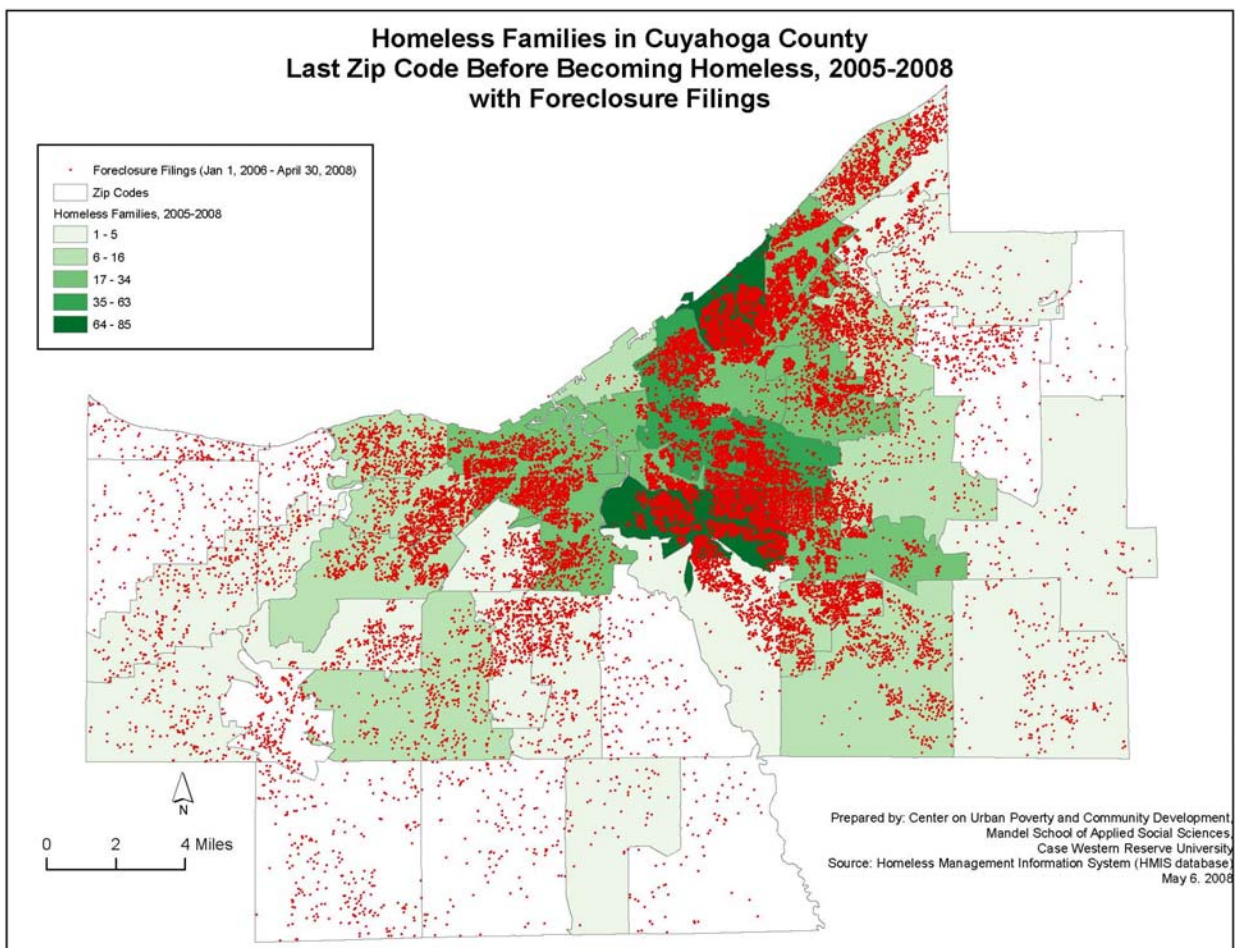 Homeless Families in Cuyahoga County
Last Zip Code Before Becoming Homeless, 2005-2008
with Foreclosure Filings
Foreclosure Filings (Jan 1, 2006 - April 30, 2008)
Zip Codes
Homeless Families, 2005-2008
1 - 5
6 - 16
17 - 34
35 - 63
64 - 85
N
0 2 4 Miles
Prepared by: Center on Urban Poverty and Community Development,
Mandel School of Applied Social Sciences,
Case Western Reserve University
Source: Homeless Management Information System (HMIS database)
May 6. 2008